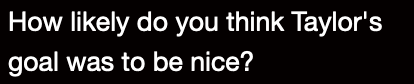 How likely do you think Taylor's
goal was to be nice?